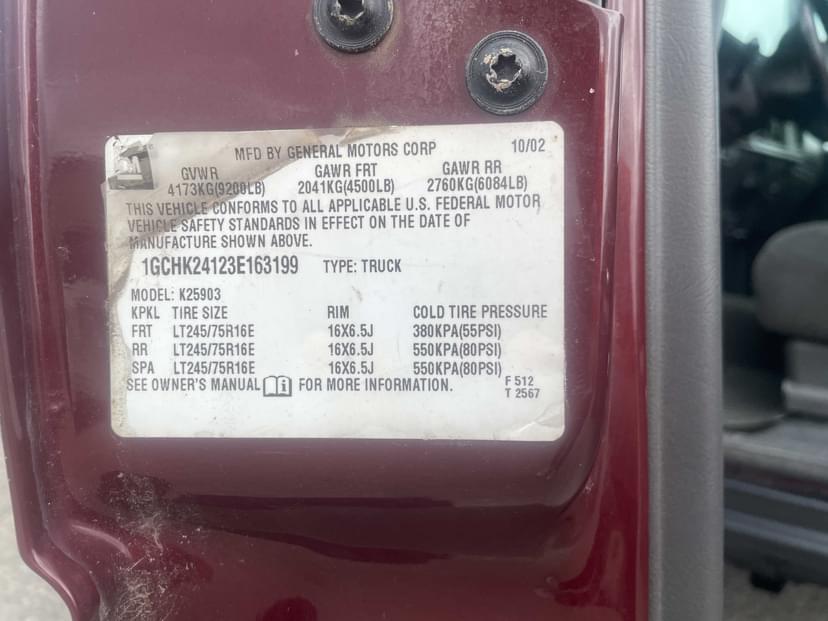 MFD BY GENERAL MOTORS CORP 10/02
GVWR GAWR FRT GAWR RR
4173KG(9200LB) 2041KG(4500LB) 2760KG(6084LB)
THIS VEHICLE CONFORMS TO ALL APPLICABLE U.S. FEDERAL MOTOR
VEHICLE SAFETY STANDARDS IN EFFECT ON THE DATE OF
MANUFACTURE SHOWN ABOVE.
1GCHK24123E163199 TYPE: TRUCK
MODEL: K25903
KPKL TIRE SIZE RIM COLD TIRE PRESSURE
FRT LT245/75R16E 16X6.5J 380KPA(55PSI)
RR LT245/75R16E 16X6.5J 550KPA(80PSI)
SPA LT245/75R16E 16X6.5J 550KPA(80PSI)
SEE OWNER'S MANUAL FOR MORE INFORMATION.
F 512
T 2567